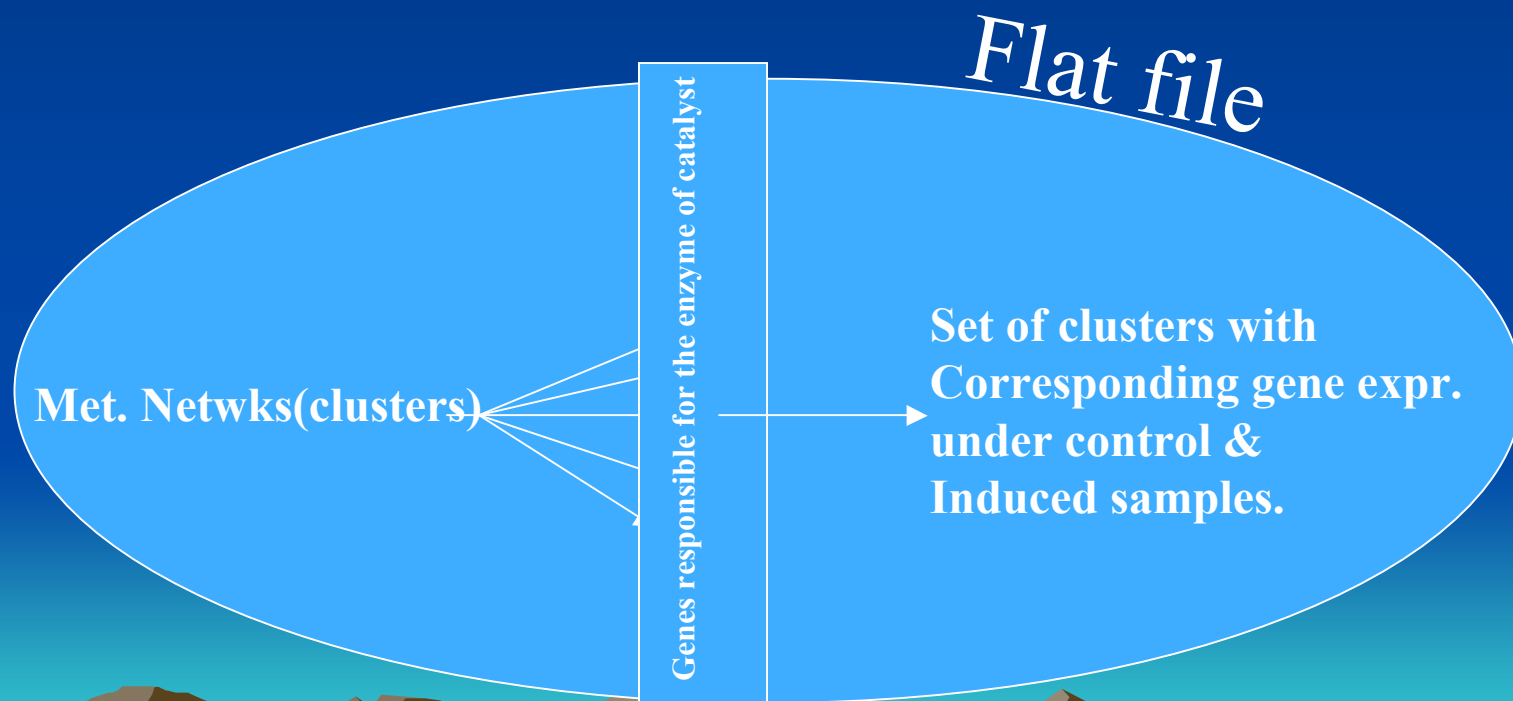 Flat file
Met. Netwks(clusters)
Genes responsible for the enzyme of catalyst
Set of clusters with
Corresponding gene expr.
under control &
Induced samples.